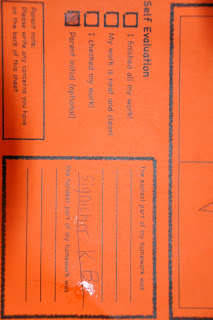 Self Evaluation
I finished all my work!
My work is neat and clean!
I checked my work!
Parent initial (optional)
Parent note:
Please write any concerns you have
on the back of this sheet.
The easiest part of my homework was
The hardest part of my homework was